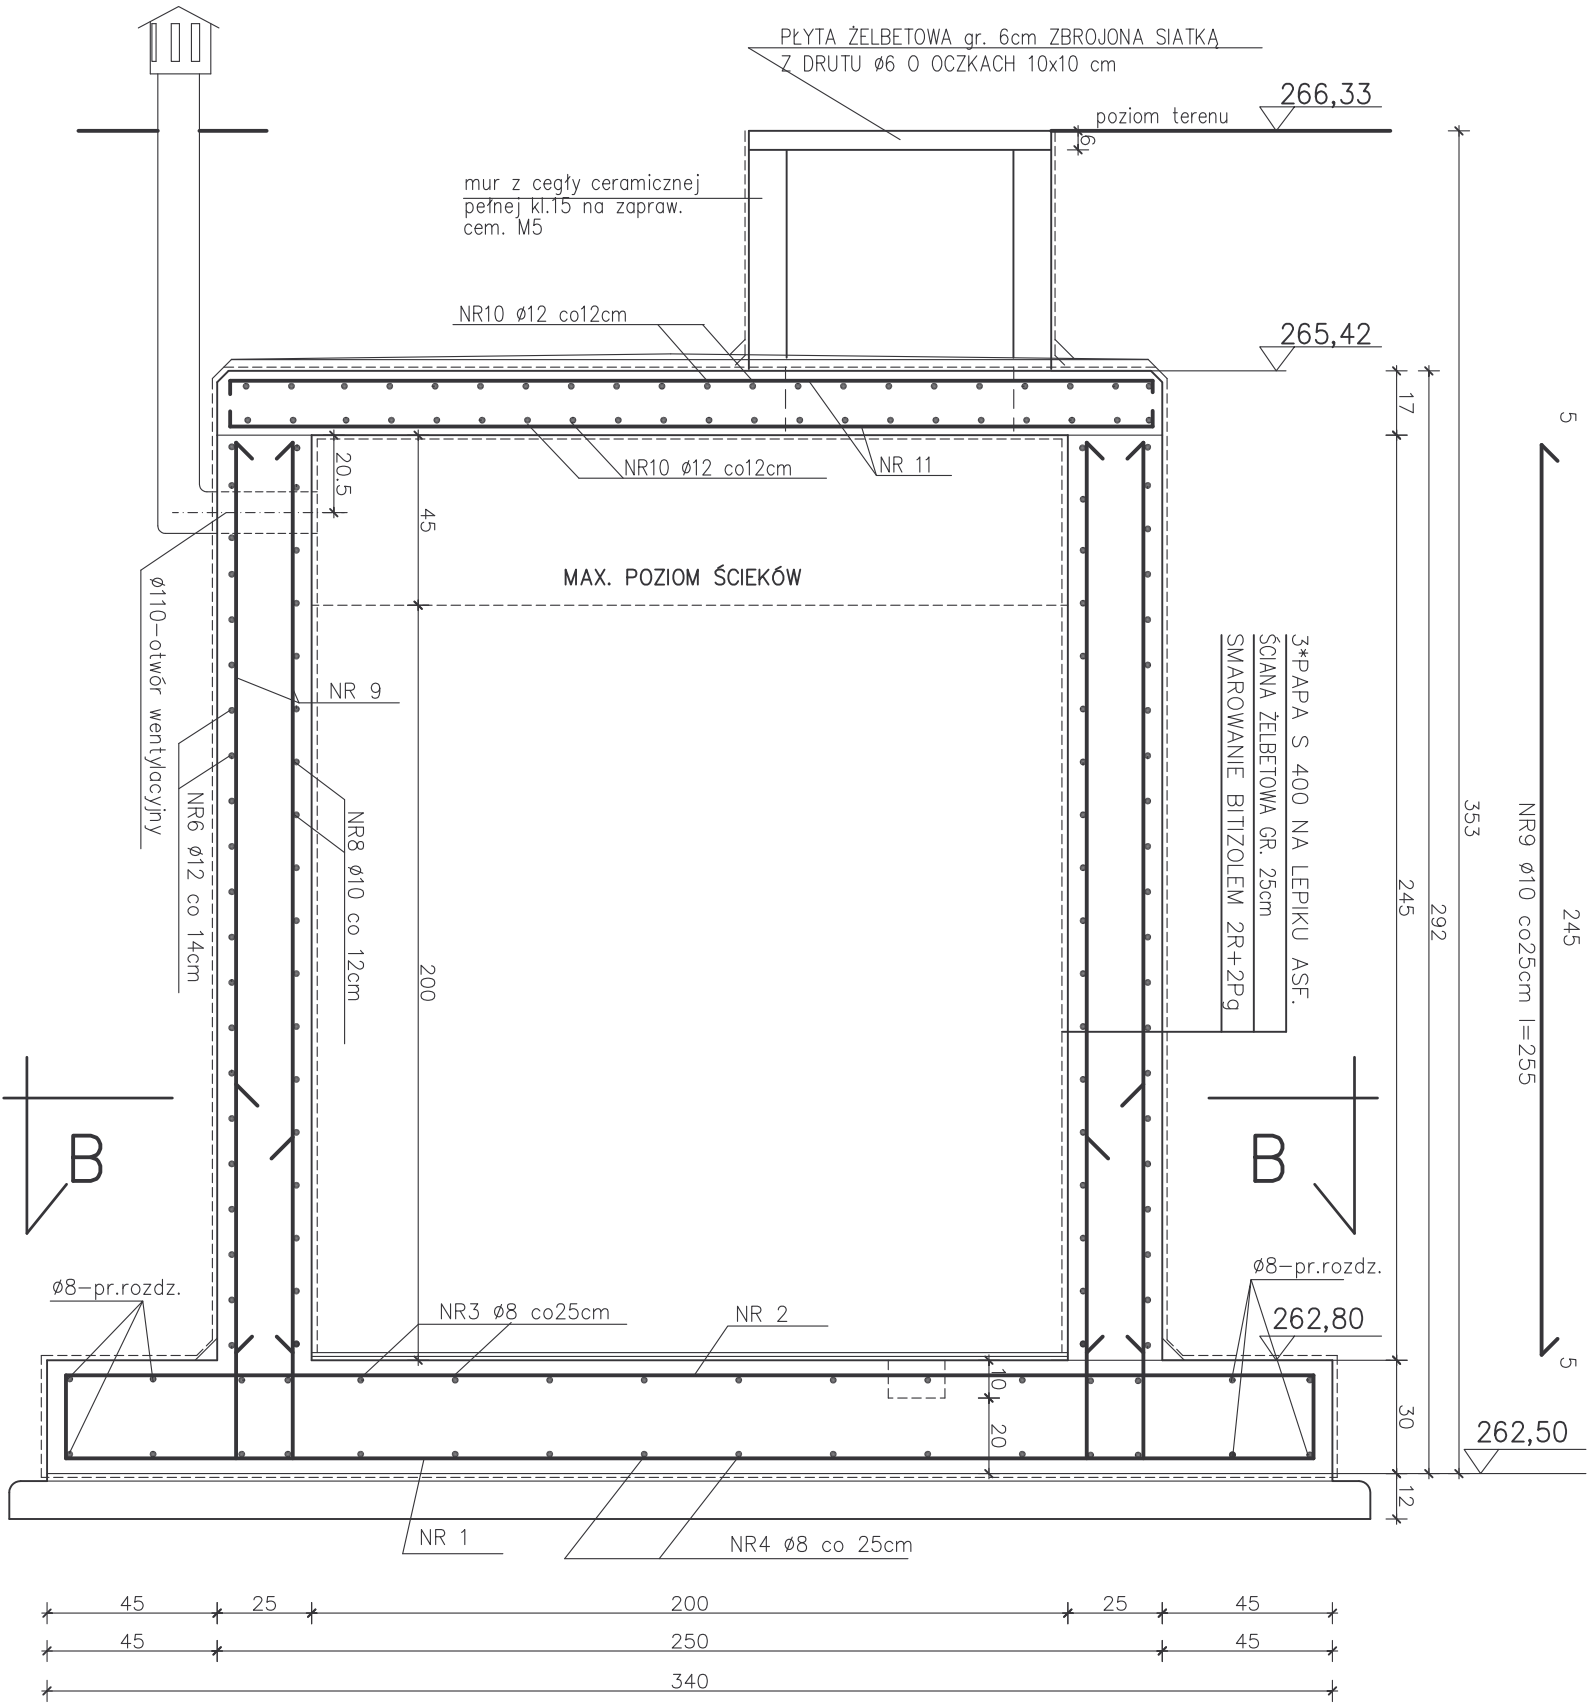 PŁYTA ŻELBETOWA gr. 6cm ZBROJONA SIATKĄ
Z DRUTU ø6 O OCZKACH 10x10 cm
266,33
poziom terenu
6
mur z cegły ceramicznej
pełnej kl.15 na zapraw.
cem. M5
NR10 ø12 co12cm
265,42
17
5
NR10 ø12 co12cm
NR 11
20.5
45
MAX. POZIOM ŚCIEKÓW
ø110-otwór wentylacyjny
NR 9
NR6 ø12 co 14cm
NR8 ø10 co 12cm
200
3*PAPA S 400 NA LEPIKU ASF.
ŚCIANA ŻELBETOWA GR. 25cm
SMAROWANIE BITIZOLEM 2R+2Pg
245
292
353
NR9 ø10 co25cm l=255
245
5
B
B
ø8-pr.rozdz.
NR3 ø8 co25cm
NR 2
ø8-pr.rozdz.
262,80
10
20
30
262,50
12
NR 1
NR4 ø8 co 25cm
45 25 200 25 45
45 250 45
340